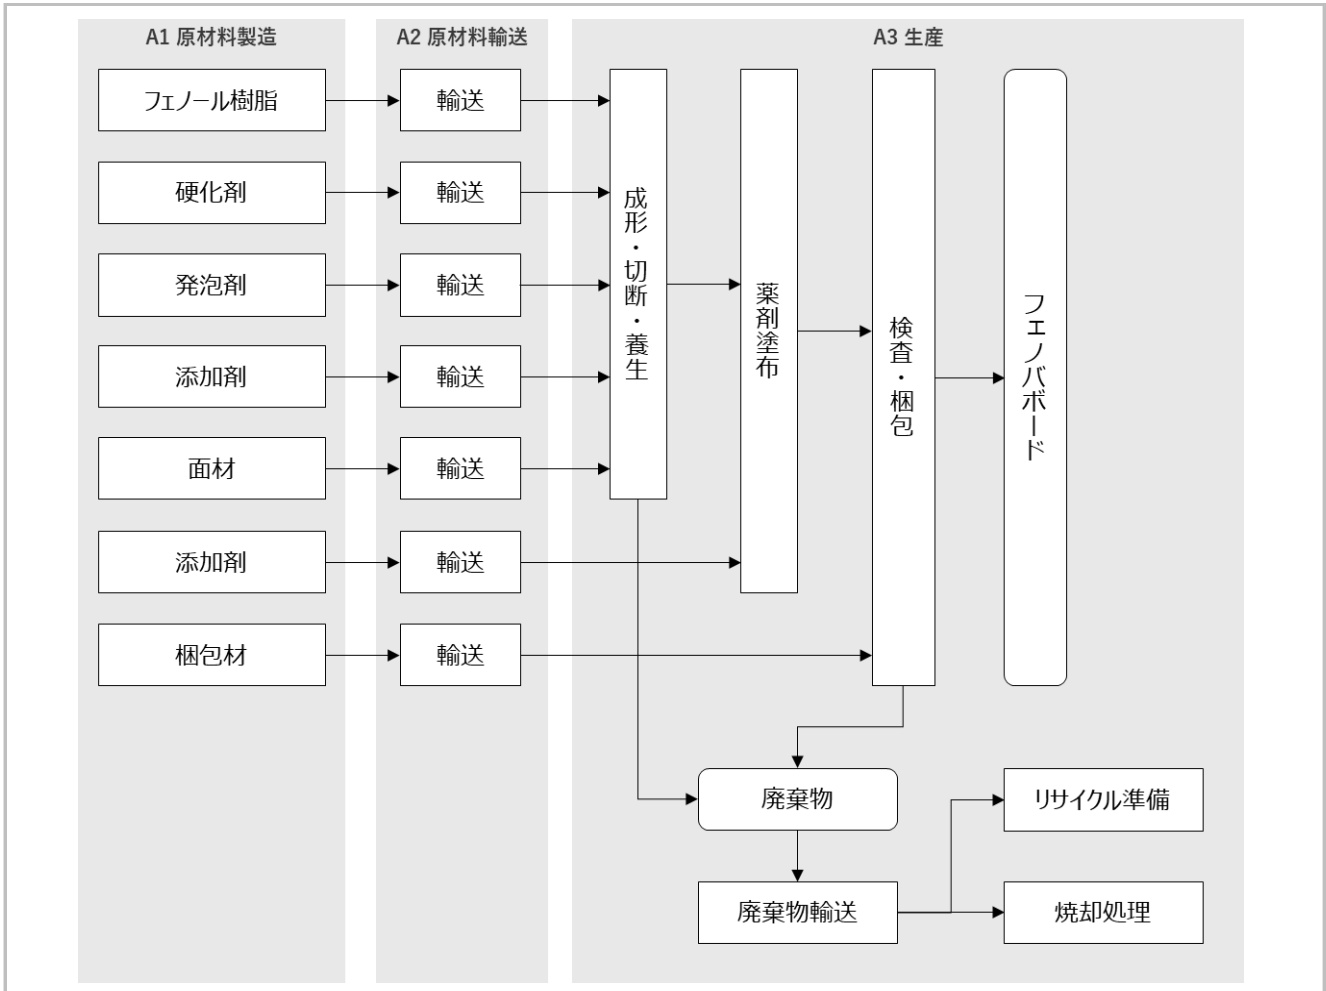 A1 原材料製造
A2 原材料輸送
A3 生産
フェノール樹脂
輸送
硬化剤
輸送
発泡剤
輸送
添加剤
輸送
面材
輸送
添加剤
輸送
梱包材
輸送
成形・切断・養生
薬剤塗布
検査・梱包
フェノバボード
廃棄物
リサイクル準備
廃棄物輸送
焼却処理